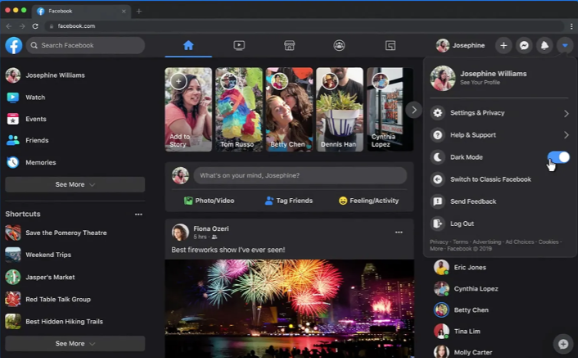 Facebook
facebook.com
Search Facebook
Josephine
Josephine Williams
Watch
Events
Friends
Memories
See More
Shortcuts
Save the Pomeroy Theatre
Weekend Trips
Jasper's Market
Red Table Talk Group
Best Hidden Hiking Trails
See More
Add to
Story
Tom Russo
Betty Chen
Dennis Han
Cynthia
Lopez
What's on your mind, Josephine?
Photo/Video
Tag Friends
Feeling/Activity
Fiona Ozeri
8 hrs ·
Best fireworks show I've ever seen!
Josephine Williams
See Your Profile
Settings & Privacy
Help & Support
Dark Mode
Switch to Classic Facebook
Send Feedback
Log Out
Privacy · Terms · Advertising · Ad Choices · Cookies ·
More · Facebook © 2019
Eric Jones
Cynthia Lopez
Betty Chen
Tina Lim
Molly Carter